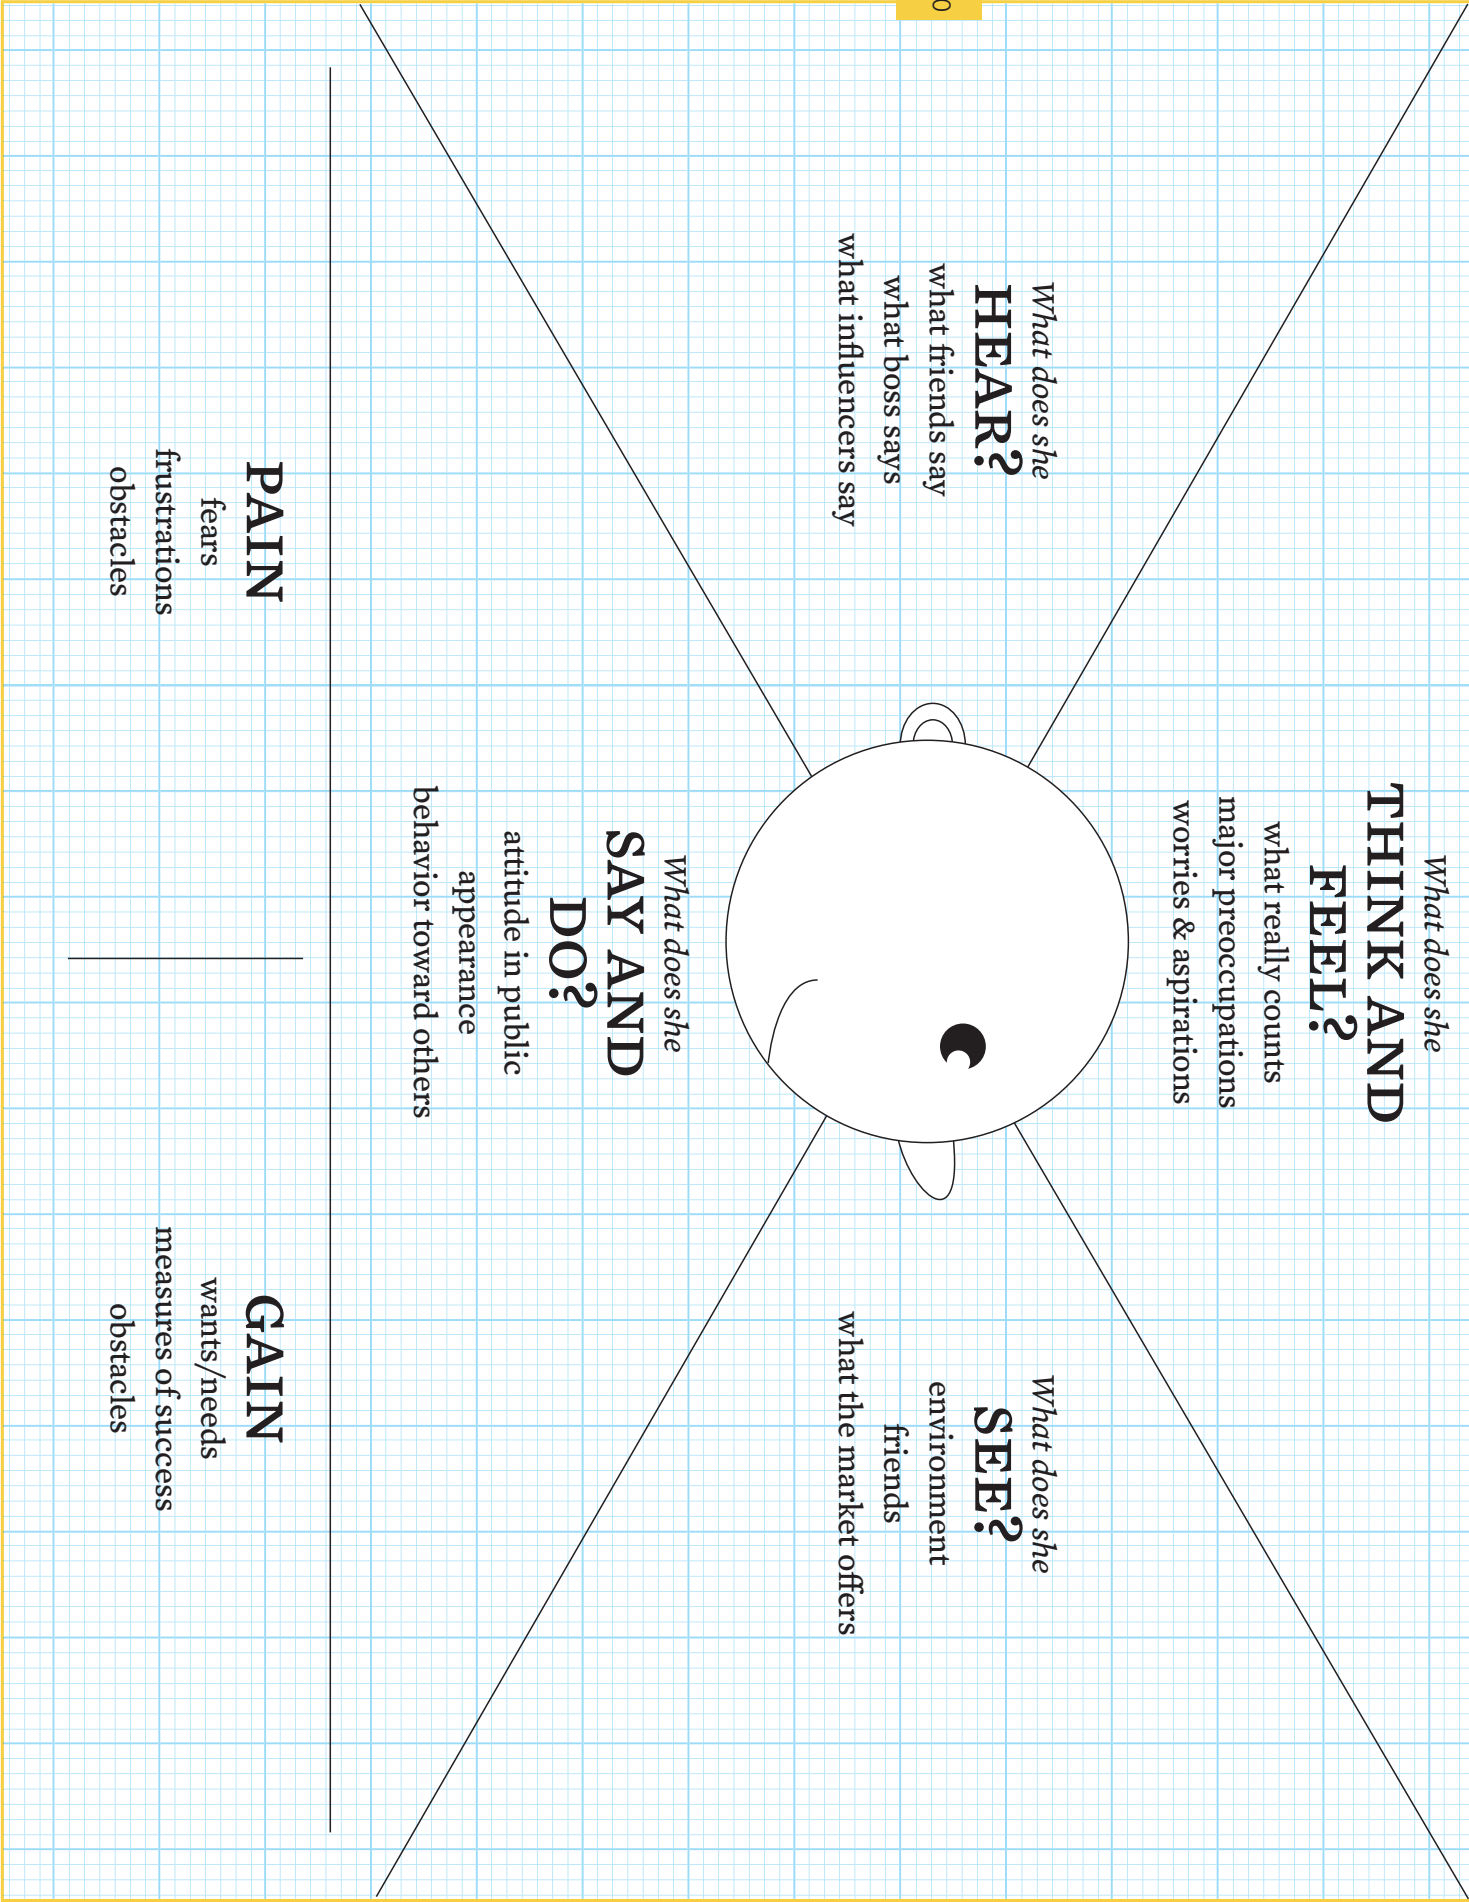 What does she
THINK AND
FEEL?
what really counts
major preoccupations
worries & aspirations
What does she
HEAR?
what friends say
what boss says
what influencers say
What does she
SEE?
environment
friends
what the market offers
What does she
SAY AND
DO?
attitude in public
appearance
behavior toward others
PAIN
fears
frustrations
obstacles
GAIN
wants/needs
measures of success
obstacles